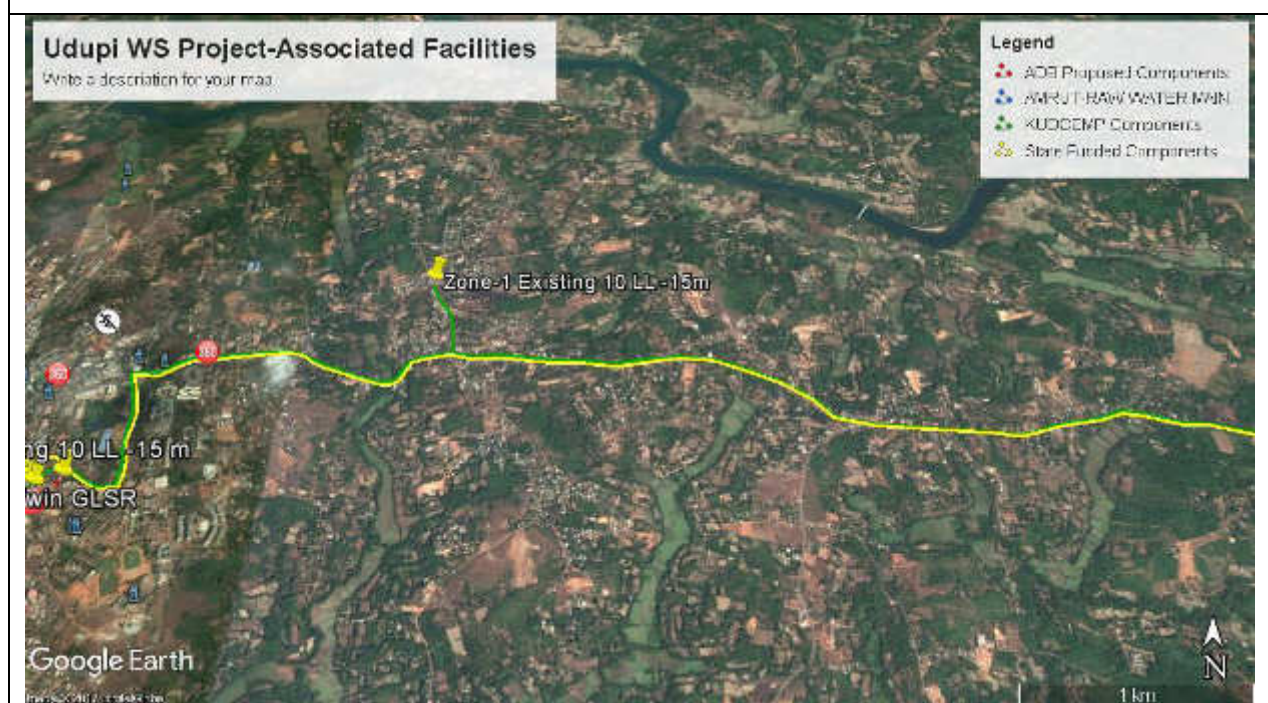 Udupi WS Project-Associated Facilities
Write a description for your map
Legend
ADB Proposed Components
AMRUT-RAW WATER MAIN
KUDCEMP Components
State Funded Components
Zone-1 Existing 10 LL -15m
ng 10 LL -15 m
win GLSR
Google Earth
N
1 km